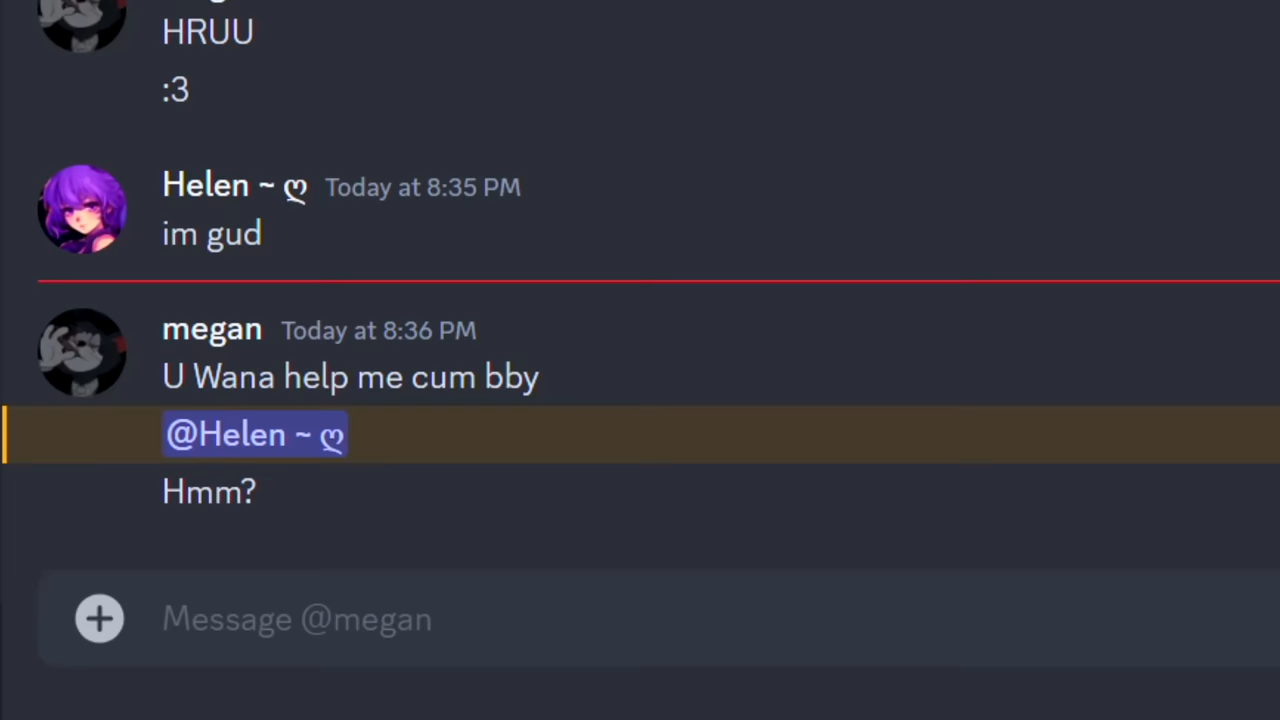 HRUU
:3
Helen ~ ღ Today at 8:35 PM
im gud
megan Today at 8:36 PM
U Wana help me cum bby
@Helen ~ ღ
Hmm?
Message @megan